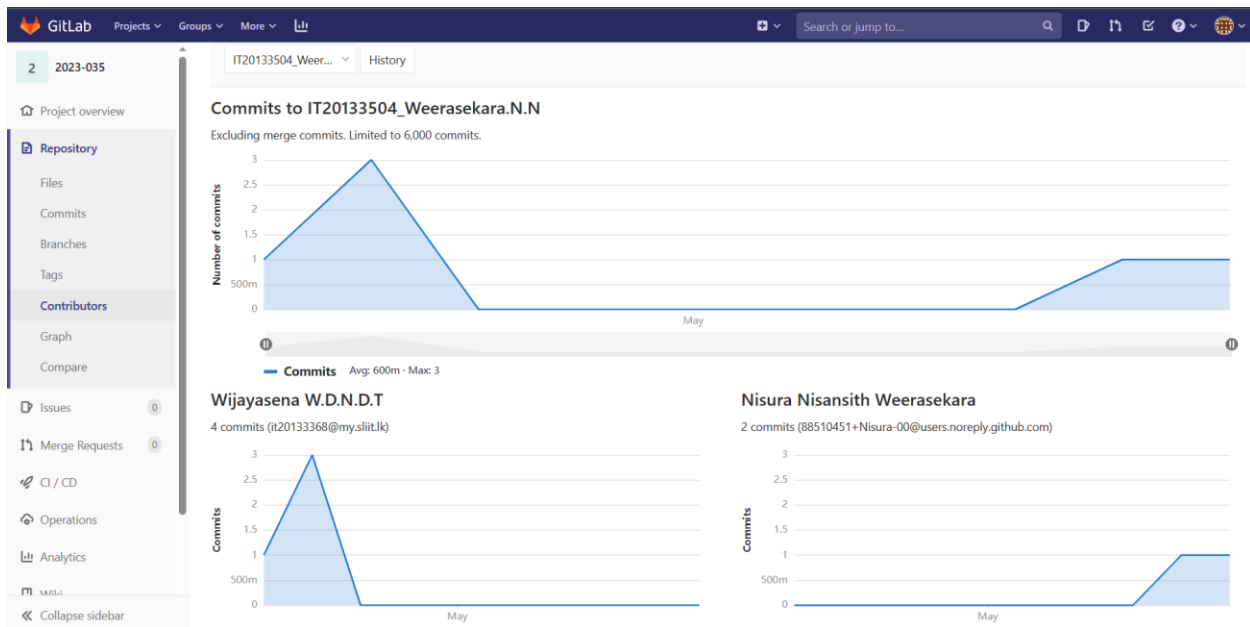 GitLab Projects Groups More Search or jump to...
2 2023-035
Project overview
Repository
Files
Commits
Branches
Tags
Contributors
Graph
Compare
Issues 0
Merge Requests 0
CI / CD
Operations
Analytics
Wiki
Collapse sidebar
IT20133504_Weer... History
Commits to IT20133504_Weerasekara.N.N
Excluding merge commits. Limited to 6,000 commits.
Number of commits
3
2.5
2
1.5
1
500m
0
May
Commits Avg: 600m · Max: 3
Wijayasena W.D.N.D.T
4 commits (it20133368@my.sliit.lk)
Commits
3
2.5
2
1.5
1
500m
0
May
Nisura Nisansith Weerasekara
2 commits (88510451+Nisura-00@users.noreply.github.com)
Commits
3
2.5
2
1.5
1
500m
0
May